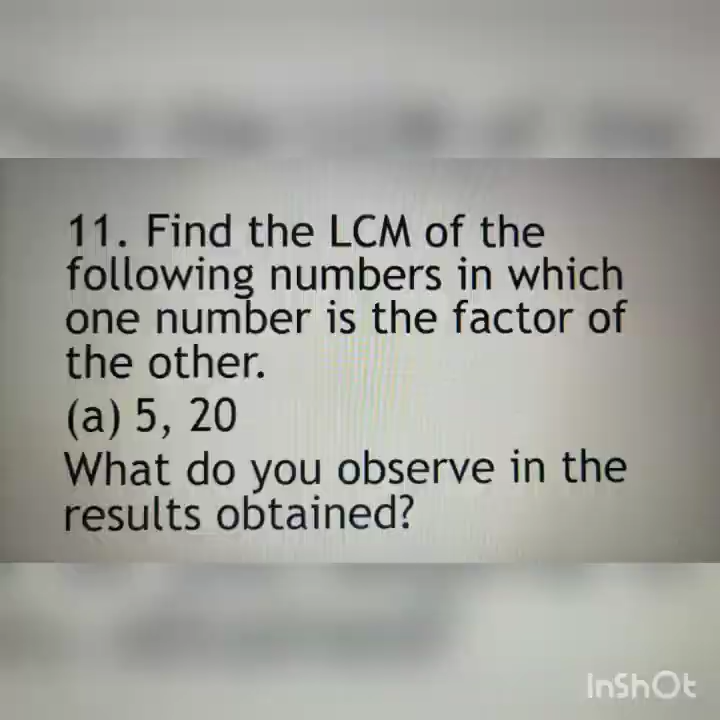 11. Find the LCM of the
following numbers in which
one number is the factor of
the other.
(a) 5, 20
What do you observe in the
results obtained?
InShOt